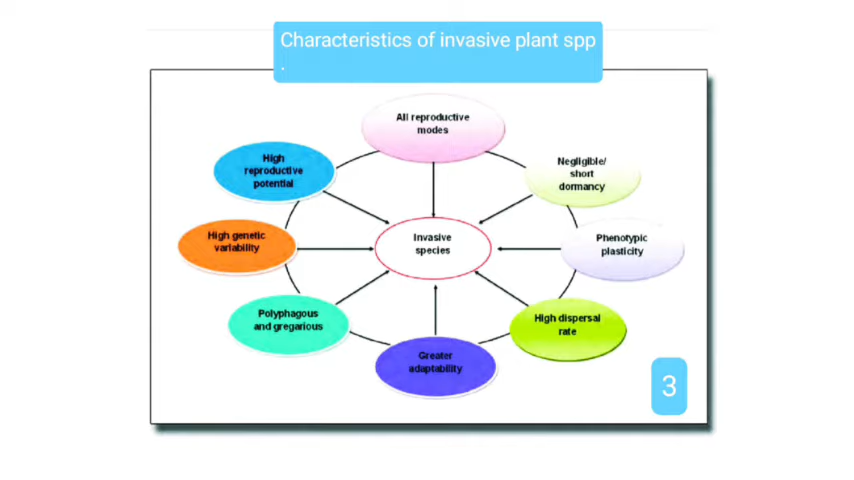 Characteristics of invasive plant spp
.
All reproductive
modes
Negligible/
short
dormancy
Phenotypic
plasticity
High dispersal
rate
Greater
adaptability
Polyphagous
and gregarious
High genetic
variability
High
reproductive
potential
Invasive
species
3